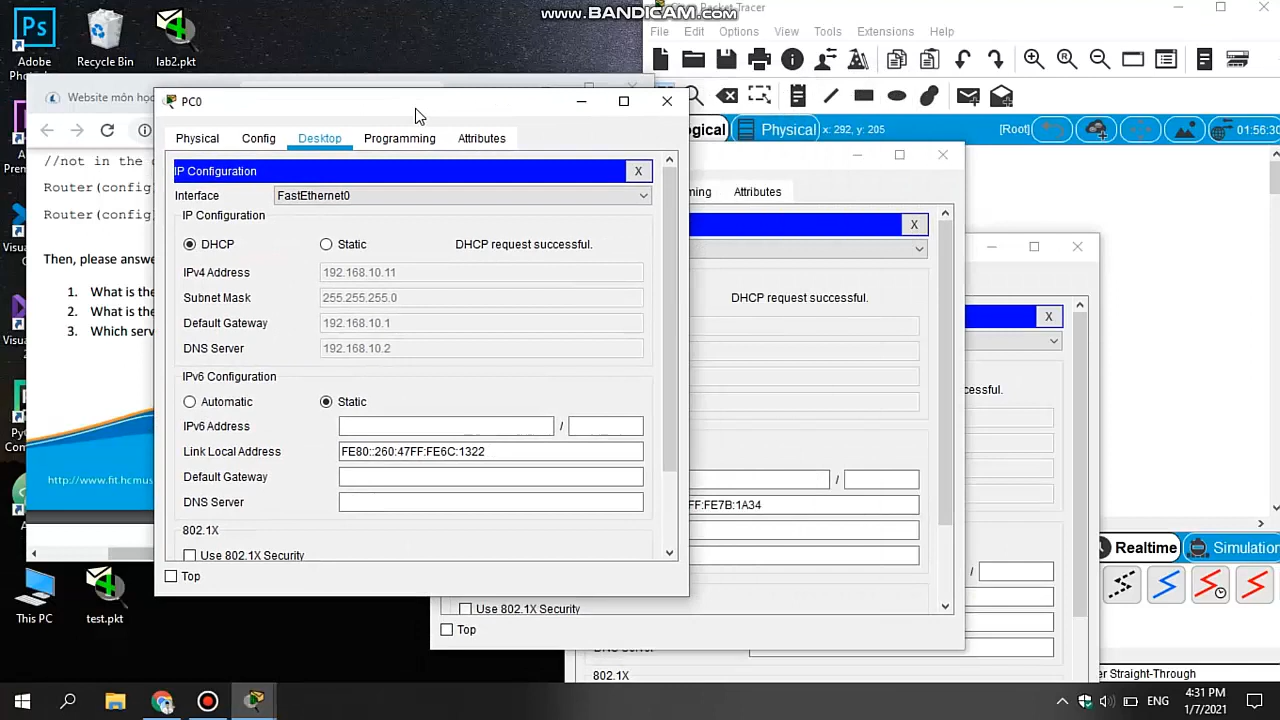 www.BANDICAM.com
Packet Tracer
File Edit Options View Tools Extensions Help
Adobe
Recycle Bin
lab2.pkt
Website môn học
PC0
Physical Config Desktop Programming Attributes
IP Configuration X
Interface FastEthernet0
IP Configuration
DHCP Static DHCP request successful.
IPv4 Address 192.168.10.11
Subnet Mask 255.255.255.0
Default Gateway 192.168.10.1
DNS Server 192.168.10.2
IPv6 Configuration
Automatic Static
IPv6 Address /
Link Local Address FE80::260:47FF:FE6C:1322
Default Gateway
DNS Server
802.1X
Use 802.1X Security
Top
//not in the
Router(config
Router(config
Then, please answe
1. What is the
2. What is the
3. Which serv
http://www.fit.hcmus
Physical x: 292, y: 205 [Root] 01:56:30
Attributes
X
DHCP request successful.
/
FF:FE7B:1A34
Use 802.1X Security
Top
X
/
802.1X
Realtime Simulation
Straight-Through
This PC
test.pkt
ENG
4:31 PM
1/7/2021